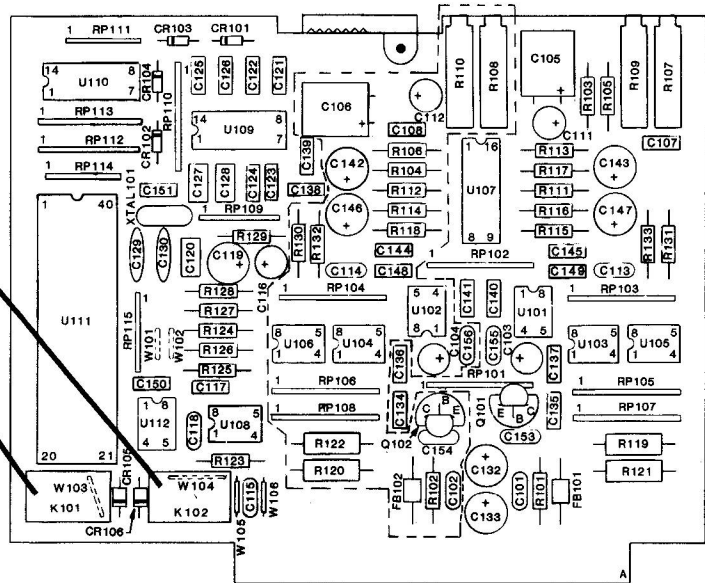 RP111
CR103
CR101
14
8
U110
1
7
CR104
RP110
C125
C126
C122
C121
RP113
RP112
RP114
CR102
14
8
U109
1
7
C106
+
C112
+
R110
R108
C105
+
C111
+
R103
R105
R109
R107
C107
C108
C139
C142
+
R106
R104
R112
R114
R118
1
16
U107
8
9
R113
R117
R111
R116
R115
C143
+
C147
+
XTAL101
C151
C127
C128
C124
C123
C138
C146
+
RP109
R129
R130
R132
C144
C148
C114
C145
C149
C113
R133
R131
1
40
U111
20
21
C129
C130
C120
C119
+
C116
+
RP102
1
RP104
1
RP103
1
R128
R127
R124
R126
R125
C117
RP115
1
W101
W102
C150
5
4
U102
8
1
C141
C140
1
8
U101
4
5
8
5
U106
1
4
8
5
U104
1
4
C136
C104
+
C156
C155
C103
+
C137
8
5
U103
1
4
8
5
U105
1
4
RP106
1
RP108
1
RP101
1
RP105
1
RP107
1
1
8
U112
4
5
C118
8
5
U108
1
4
R123
C134
Q102
C
B
E
C154
Q101
E
B
C
C153
C135
R122
R120
R119
R121
W103
K101
CR105
CR106
W104
K102
W105
C115
W106
FB102
R102
C102
C132
+
C133
+
C101
R101
FB101
A